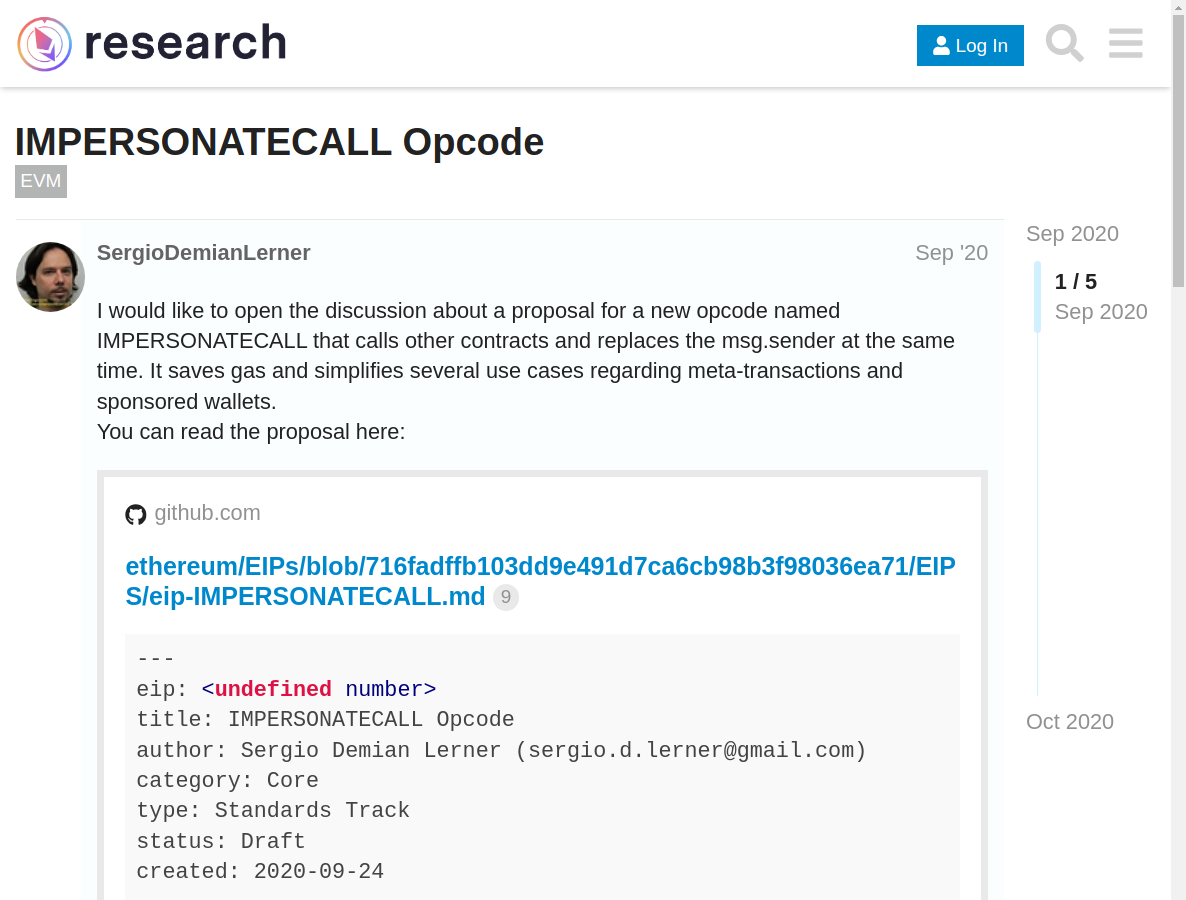 research
Log In
IMPERSONATECALL Opcode
EVM
SergioDemianLerner
Sep '20
Sep 2020
1 / 5
Sep 2020
I would like to open the discussion about a proposal for a new opcode named
IMPERSONATECALL that calls other contracts and replaces the msg.sender at the same
time. It saves gas and simplifies several use cases regarding meta-transactions and
sponsored wallets.
You can read the proposal here:
github.com
ethereum/EIPs/blob/716fadffb103dd9e491d7ca6cb98b3f98036ea71/EIP
S/eip-IMPERSONATECALL.md 9
---
eip: <undefined number>
title: IMPERSONATECALL Opcode
author: Sergio Demian Lerner (sergio.d.lerner@gmail.com)
category: Core
type: Standards Track
status: Draft
created: 2020-09-24
Oct 2020